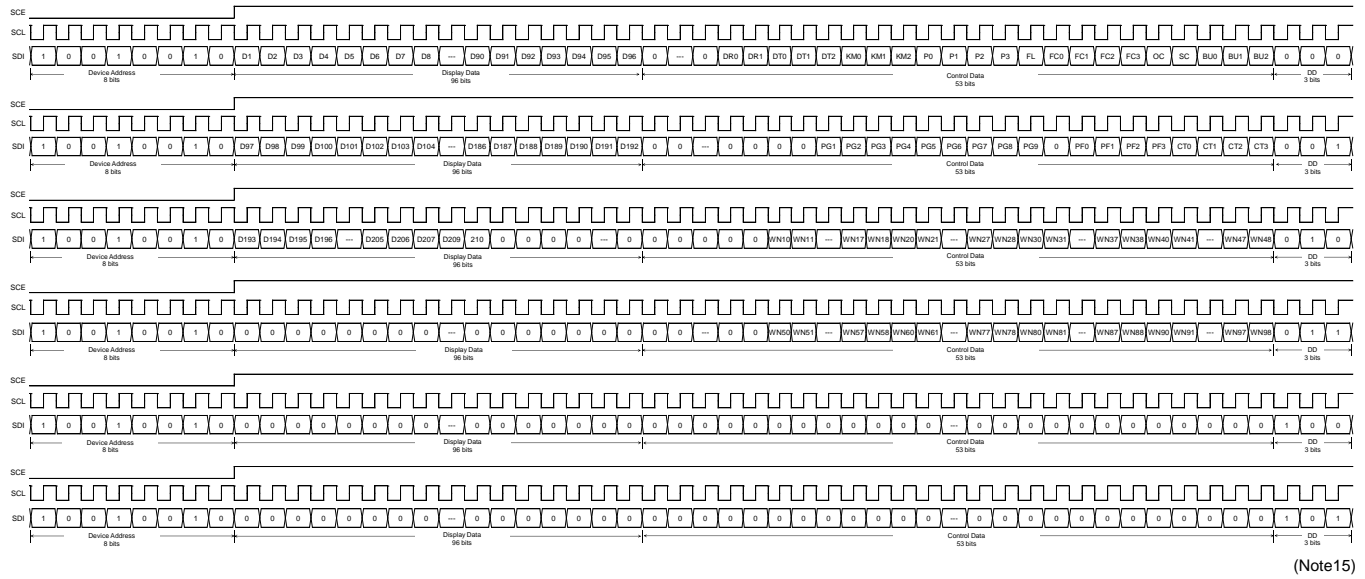 SCE
SCL
SDI 1 0 0 1 0 0 1 0 D1 D2 D3 D4 D5 D6 D7 D8 --- D90 D91 D92 D93 D94 D95 D96 0 --- 0 DR0 DR1 DT0 DT1 DT2 KM0 KM1 KM2 P0 P1 P2 P3 FL FC0 FC1 FC2 FC3 OC SC BU0 BU1 BU2 0 0 0
Device Address Display Data Control Data DD
8 bits 96 bits 53 bits 3 bits
SCE
SCL
SDI 1 0 0 1 0 0 1 0 D97 D98 D99 D100 D101 D102 D103 D104 --- D186 D187 D188 D189 D190 D191 D192 0 0 --- 0 0 0 0 PG1 PG2 PG3 PG4 PG5 PG6 PG7 PG8 PG9 0 PF0 PF1 PF2 PF3 CT0 CT1 CT2 CT3 0 0 1
Device Address Display Data Control Data DD
8 bits 96 bits 53 bits 3 bits
SCE
SCL
SDI 1 0 0 1 0 0 1 0 D193 D194 D195 D196 --- D205 D206 D207 D209 210 0 0 0 0 --- 0 0 0 0 0 0 WN10 WN11 --- WN17 WN18 WN20 WN21 --- WN27 WN28 WN30 WN31 --- WN37 WN38 WN40 WN41 --- WN47 WN48 0 1 0
Device Address Display Data Control Data DD
8 bits 96 bits 53 bits 3 bits
SCE
SCL
SDI 1 0 0 1 0 0 1 0 0 0 0 0 0 0 0 0 --- 0 0 0 0 0 0 0 0 0 --- 0 0 WN50 WN51 --- WN57 WN58 WN60 WN61 --- WN77 WN78 WN80 WN81 --- WN87 WN88 WN90 WN91 --- WN97 WN98 0 1 1
Device Address Display Data Control Data DD
8 bits 96 bits 53 bits 3 bits
SCE
SCL
SDI 1 0 0 1 0 0 1 0 0 0 0 0 0 0 0 0 --- 0 0 0 0 0 0 0 0 0 0 0 0 0 0 0 0 0 0 0 --- 0 0 0 0 0 0 0 0 0 0 0 0 1 0 0
Device Address Display Data Control Data DD
8 bits 96 bits 53 bits 3 bits
SCE
SCL
SDI 1 0 0 1 0 0 1 0 0 0 0 0 0 0 0 0 --- 0 0 0 0 0 0 0 0 0 0 0 0 0 0 0 0 0 0 0 --- 0 0 0 0 0 0 0 0 0 0 0 0 1 0 1
Device Address Display Data Control Data DD
8 bits 96 bits 53 bits 3 bits
(Note15)